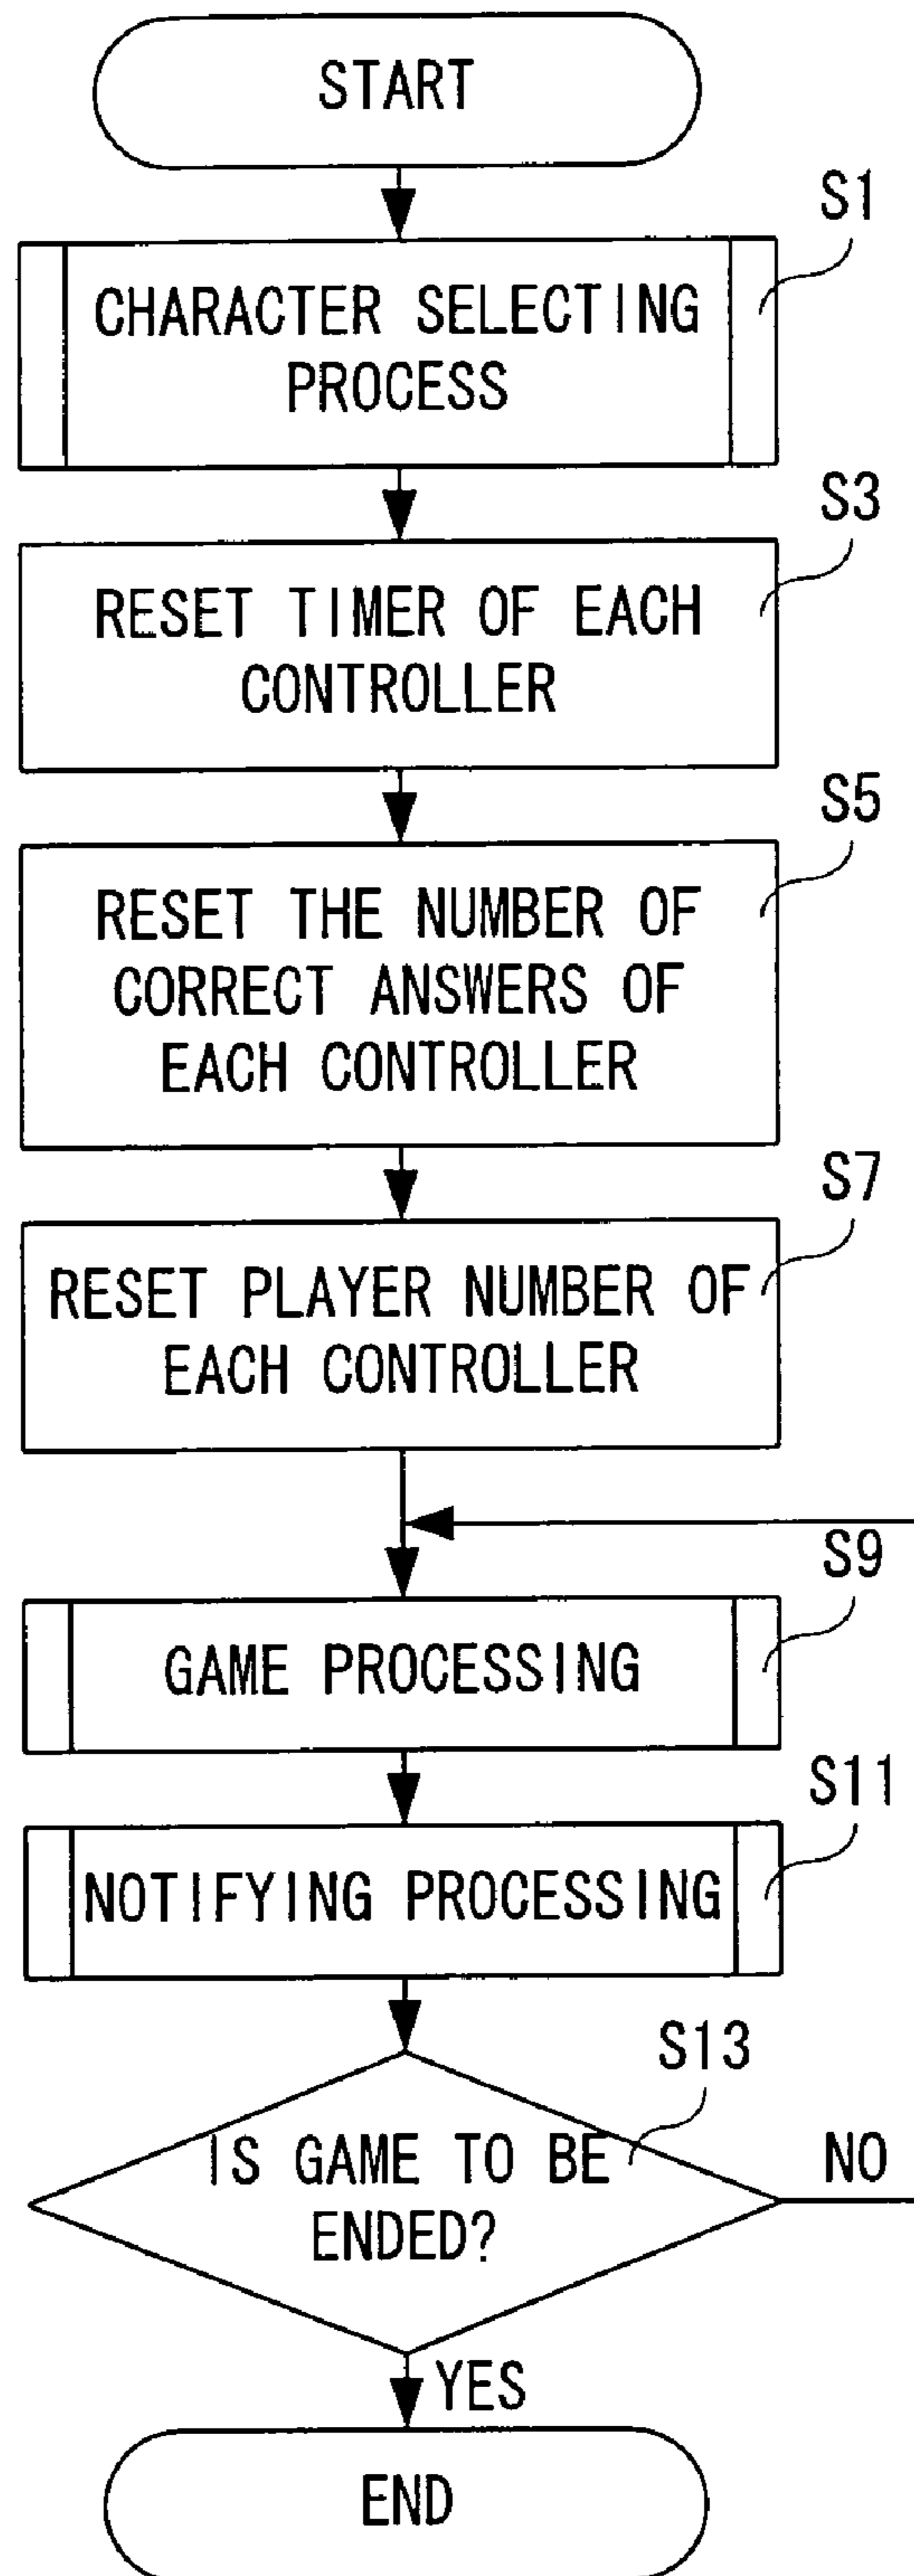 START
S1
CHARACTER SELECTING
PROCESS
S3
RESET TIMER OF EACH
CONTROLLER
S5
RESET THE NUMBER OF
CORRECT ANSWERS OF
EACH CONTROLLER
S7
RESET PLAYER NUMBER OF
EACH CONTROLLER
S9
GAME PROCESSING
S11
NOTIFYING PROCESSING
S13
IS GAME TO BE
ENDED?
NO
YES
END